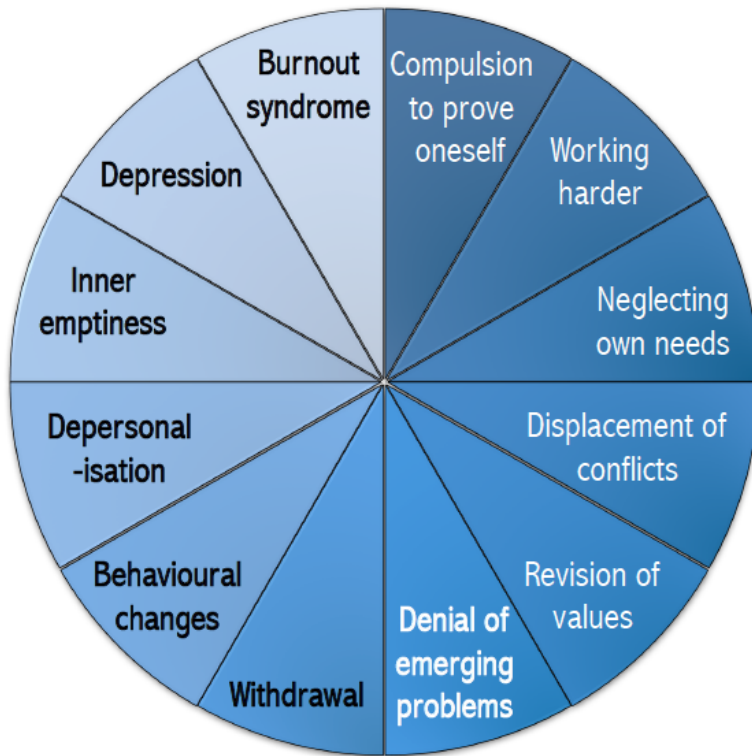 Compulsion
to prove
oneself
Working
harder
Neglecting
own needs
Displacement of
conflicts
Revision of
values
Denial of
emerging
problems
Withdrawal
Behavioural
changes
Depersonal
-isation
Inner
emptiness
Depression
Burnout
syndrome